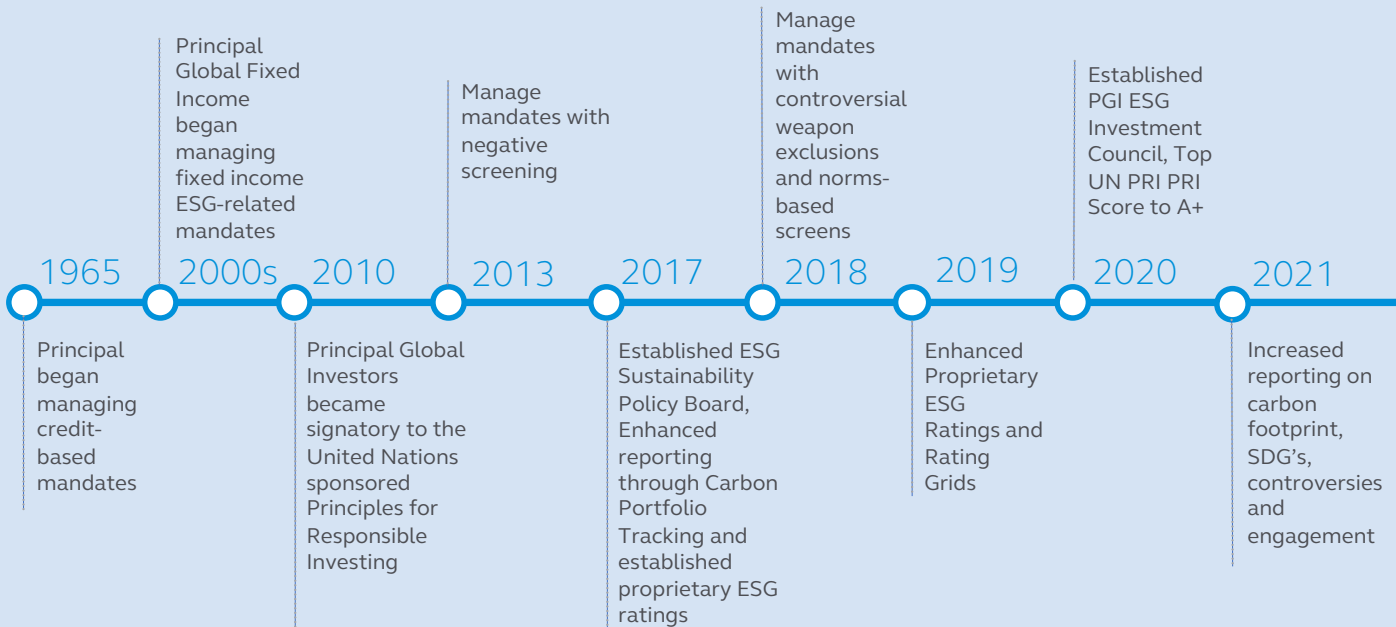 Principal
Global Fixed
Income
began
managing
fixed income
ESG-related
mandates
Manage
mandates with
negative
screening
Manage
mandates
with
controversial
weapon
exclusions
and norms-
based
screens
Established
PGI ESG
Investment
Council, Top
UN PRI PRI
Score to A+
1965
2000s
2010
2013
2017
2018
2019
2020
2021
Principal
began
managing
credit-
based
mandates
Principal Global
Investors
became
signatory to the
United Nations
sponsored
Principles for
Responsible
Investing
Established ESG
Sustainability
Policy Board,
Enhanced
reporting
through Carbon
Portfolio
Tracking and
established
proprietary ESG
ratings
Enhanced
Proprietary
ESG
Ratings and
Rating
Grids
Increased
reporting on
carbon
footprint,
SDG's,
controversies
and
engagement